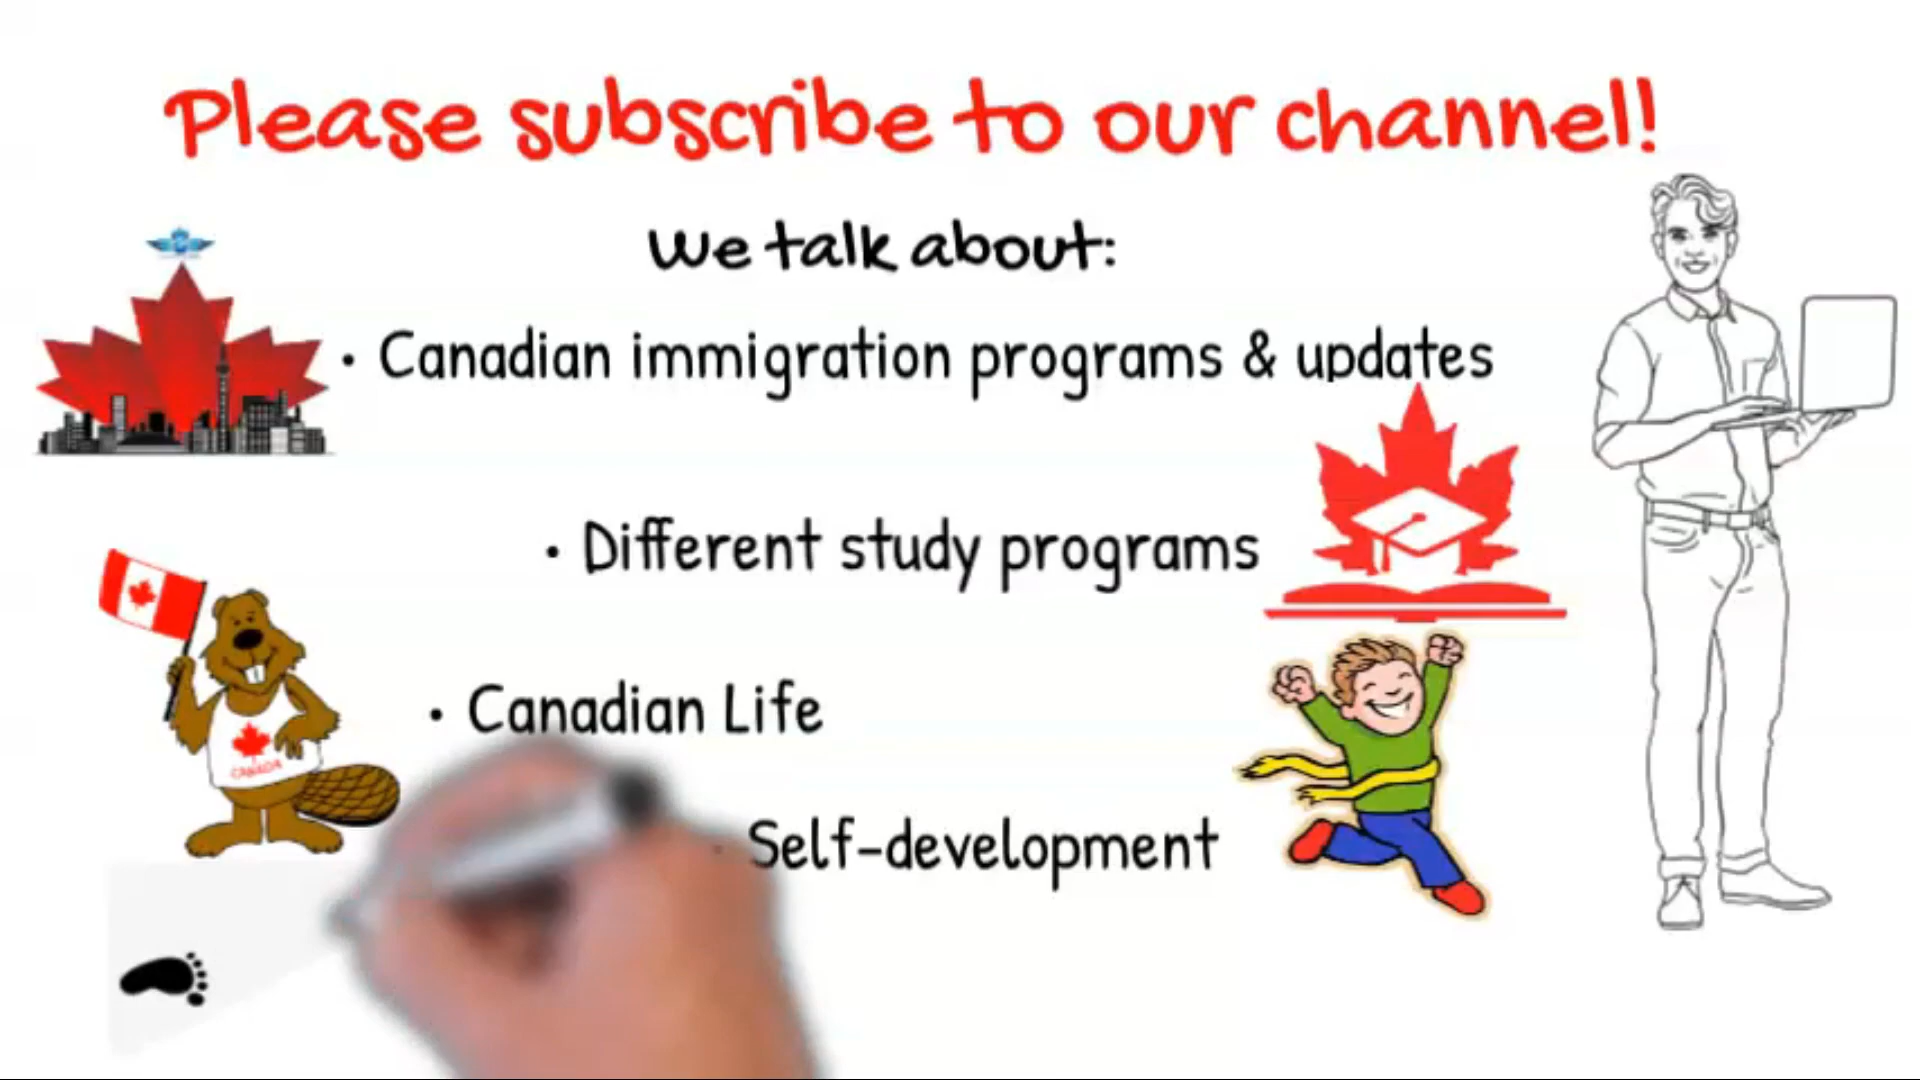 Please subscribe to our channel!
We talk about:
• Canadian immigration programs & updates
• Different study programs
• Canadian Life
• Self-development
CANADA